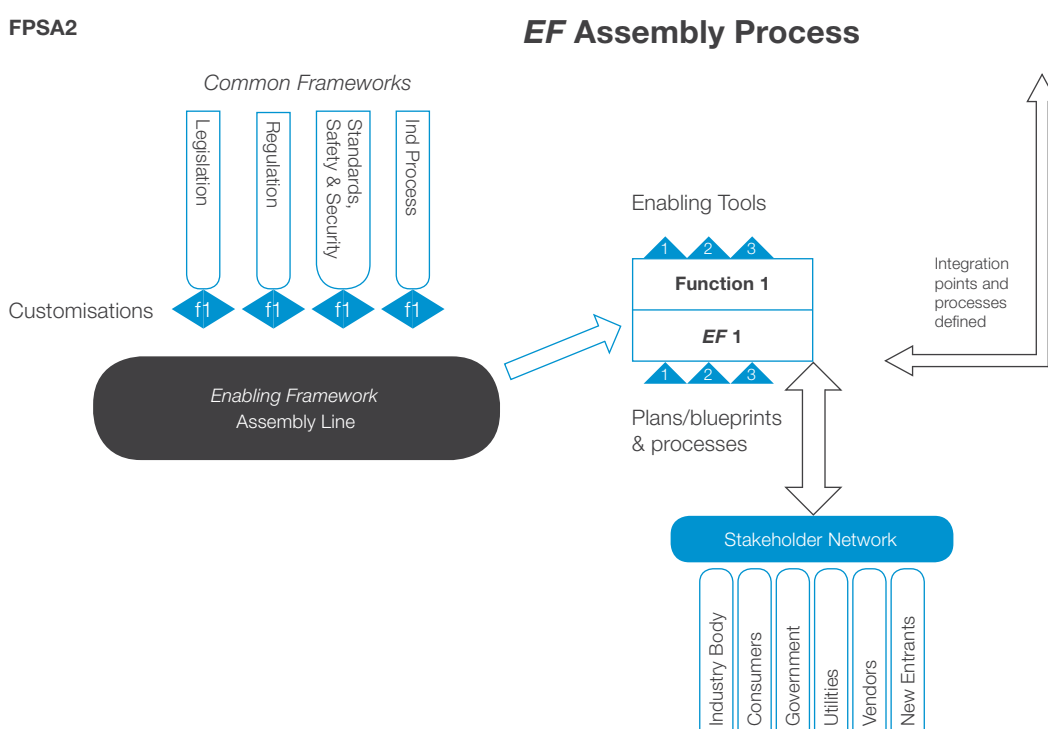 FPSA2
EF Assembly Process
Common Frameworks
Legislation
Regulation
Standards,
Safety & Security
Ind Process
Customisations
f1
f1
f1
f1
Enabling Framework
Assembly Line
Enabling Tools
1
2
3
Function 1
EF 1
1
2
3
Plans/blueprints
& processes
Integration
points and
processes
defined
Stakeholder Network
Industry Body
Consumers
Government
Utilities
Vendors
New Entrants